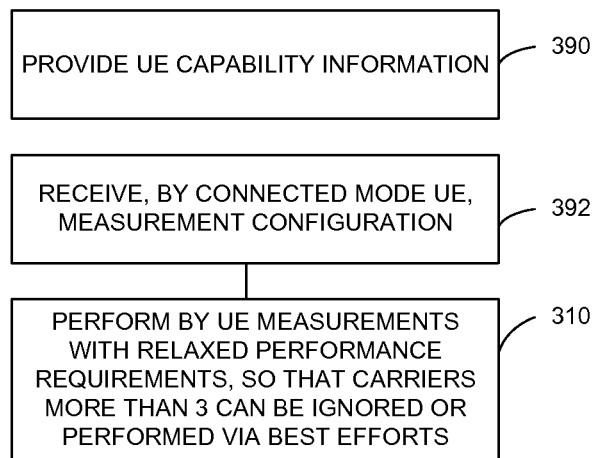 PROVIDE UE CAPABILITY INFORMATION
390
RECEIVE, BY CONNECTED MODE UE,
MEASUREMENT CONFIGURATION
392
PERFORM BY UE MEASUREMENTS
WITH RELAXED PERFORMANCE
REQUIREMENTS, SO THAT CARRIERS
MORE THAN 3 CAN BE IGNORED OR
PERFORMED VIA BEST EFFORTS
310